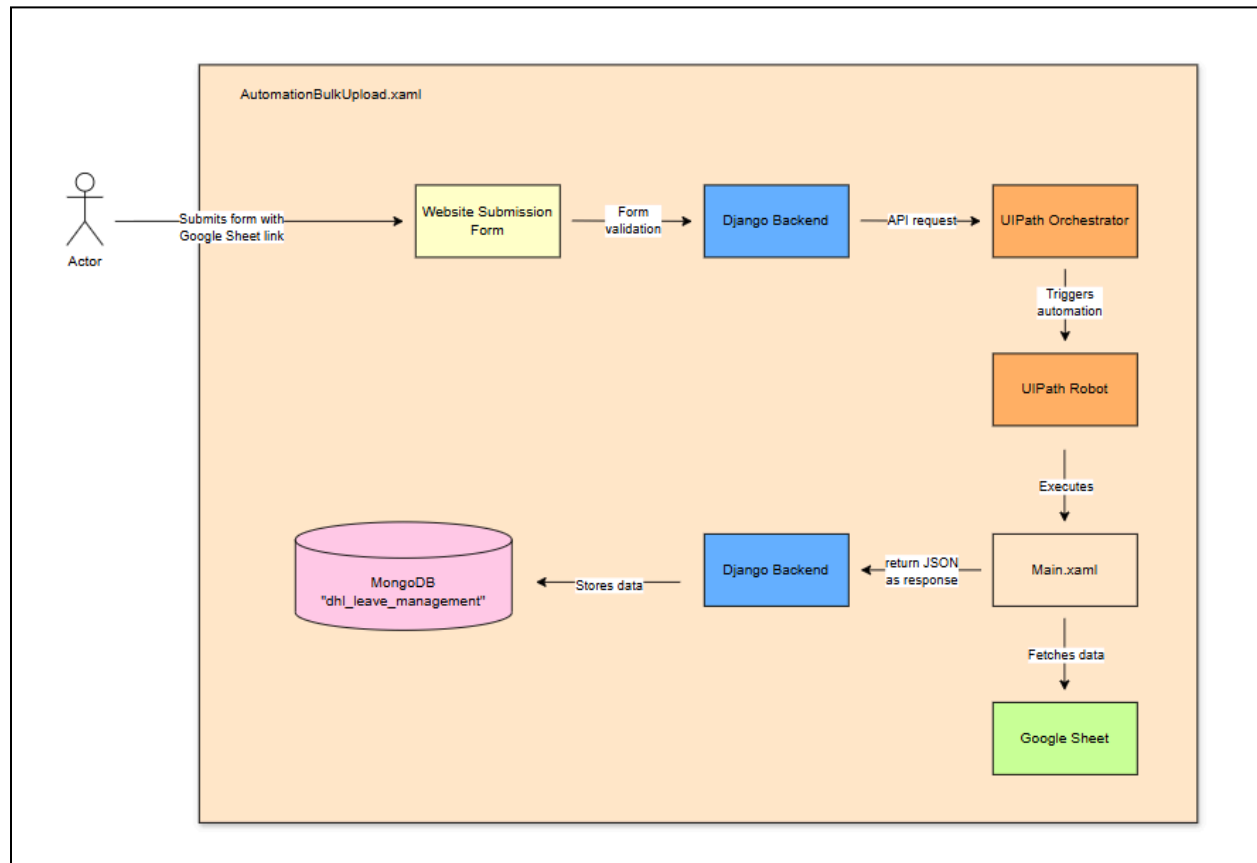 AutomationBulkUpload.xaml
Actor
Submits form with
Google Sheet link
Website Submission
Form
Form
validation
Django Backend
API request
UIPath Orchestrator
Triggers
automation
UIPath Robot
Executes
Main.xaml
return JSON
as response
Django Backend
Stores data
MongoDB
"dhl_leave_management"
Fetches data
Google Sheet